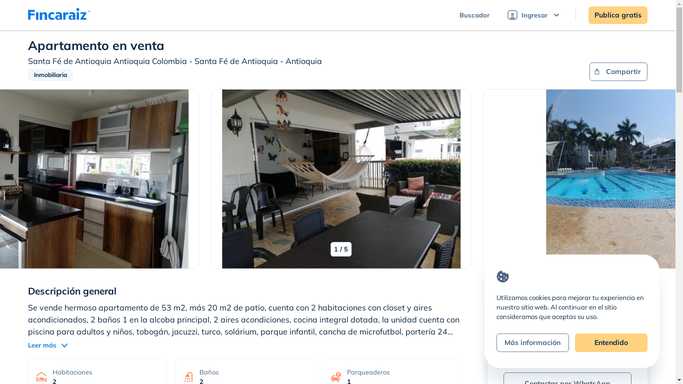 Fincaraiz
Buscador
Ingresar
Publica gratis
Apartamento en venta
Santa Fé de Antioquia Antioquia Colombia - Santa Fé de Antioquia - Antioquia
Inmobiliaria
Compartir
1 / 5
Descripción general
Se vende hermoso apartamento de 53 m2, más 20 m2 de patio, cuenta con 2 habitaciones con closet y aires
acondicionados, 2 baños 1 en la alcoba principal, 2 aires acondiciones, cocina integral dotada, la unidad cuenta con
piscina para adultos y niños, tobogán, jacuzzi, turco, solárium, parque infantil, cancha de microfutbol, portería 24...
Leer más
Habitaciones
2
Baños
2
Parqueaderos
1
Utilizamos cookies para mejorar tu experiencia en
nuestro sitio web. Al continuar en el sitio
consideramos que aceptas su uso.
Más información
Entendido
Contactar por WhatsApp